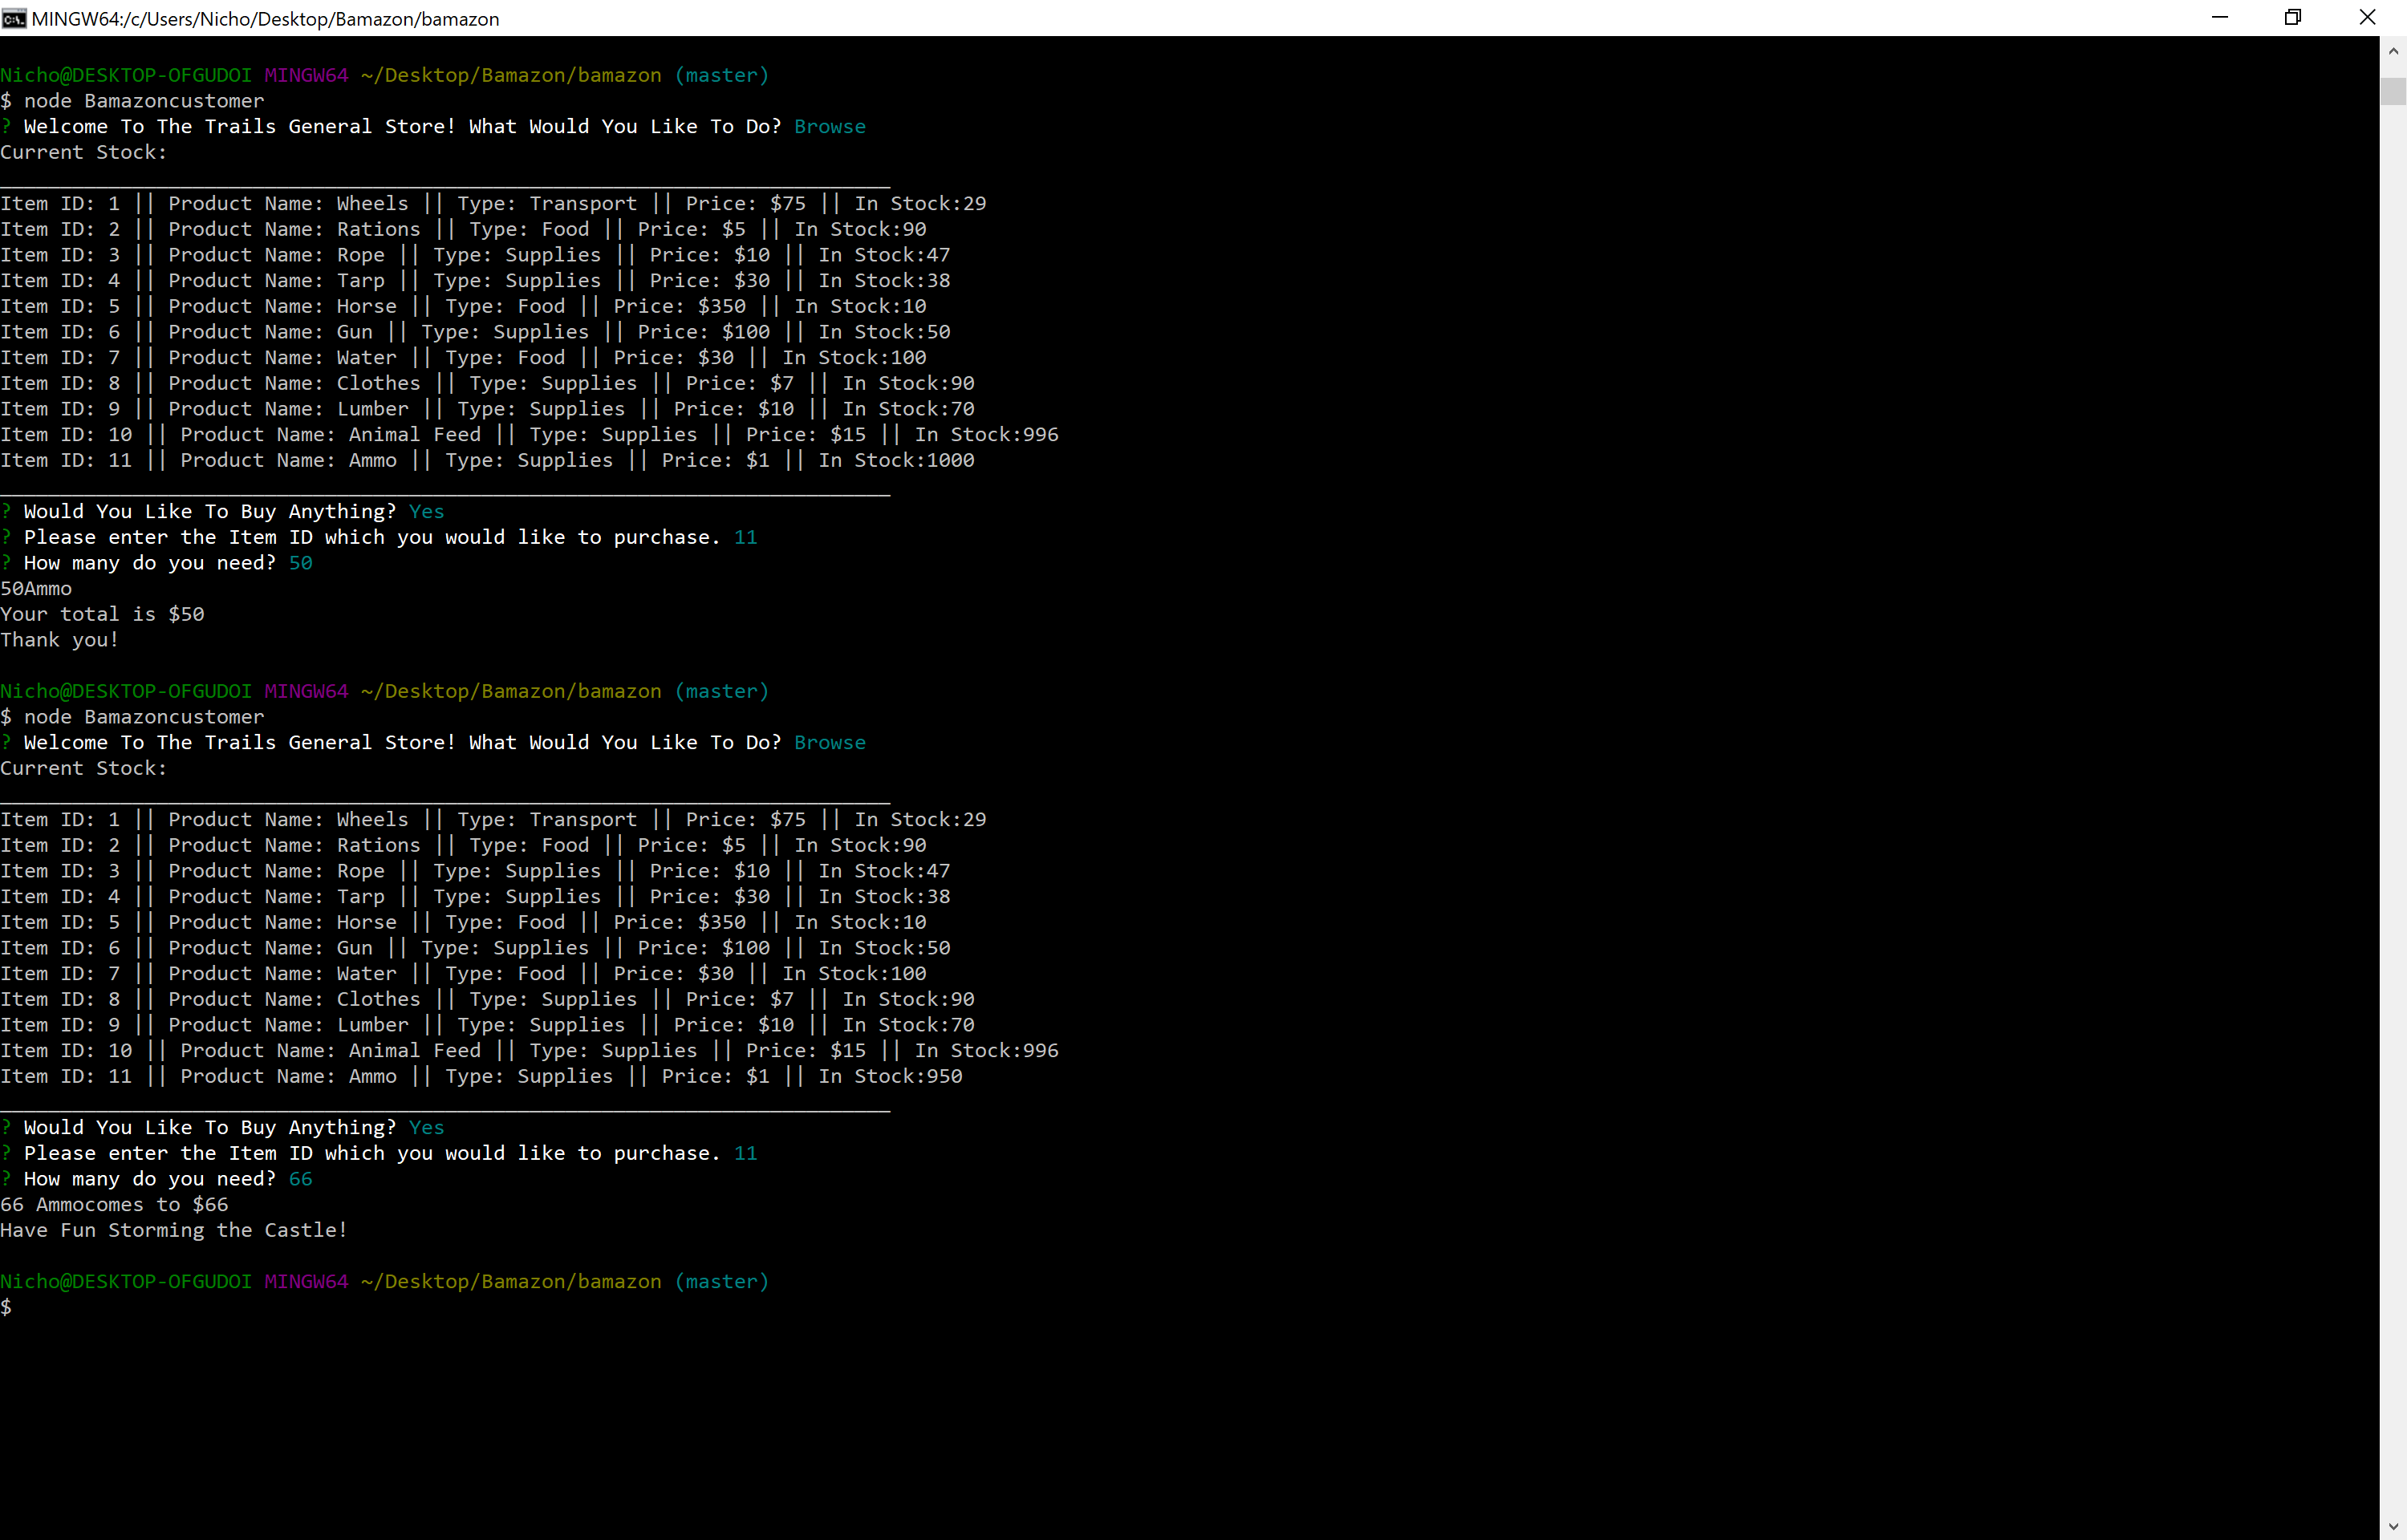 MINGW64:/c/Users/Nicho/Desktop/Bamazon/bamazon
Nicho@DESKTOP-OFGUDOI MINGW64 ~/Desktop/Bamazon/bamazon (master)
$ node Bamazoncustomer
? Welcome To The Trails General Store! What Would You Like To Do? Browse
Current Stock:
__________________________________________________________________________
Item ID: 1 || Product Name: Wheels || Type: Transport || Price: $75 || In Stock:29
Item ID: 2 || Product Name: Rations || Type: Food || Price: $5 || In Stock:90
Item ID: 3 || Product Name: Rope || Type: Supplies || Price: $10 || In Stock:47
Item ID: 4 || Product Name: Tarp || Type: Supplies || Price: $30 || In Stock:38
Item ID: 5 || Product Name: Horse || Type: Food || Price: $350 || In Stock:10
Item ID: 6 || Product Name: Gun || Type: Supplies || Price: $100 || In Stock:50
Item ID: 7 || Product Name: Water || Type: Food || Price: $30 || In Stock:100
Item ID: 8 || Product Name: Clothes || Type: Supplies || Price: $7 || In Stock:90
Item ID: 9 || Product Name: Lumber || Type: Supplies || Price: $10 || In Stock:70
Item ID: 10 || Product Name: Animal Feed || Type: Supplies || Price: $15 || In Stock:996
Item ID: 11 || Product Name: Ammo || Type: Supplies || Price: $1 || In Stock:1000
__________________________________________________________________________
? Would You Like To Buy Anything? Yes
? Please enter the Item ID which you would like to purchase. 11
? How many do you need? 50
50Ammo
Your total is $50
Thank you!
Nicho@DESKTOP-OFGUDOI MINGW64 ~/Desktop/Bamazon/bamazon (master)
$ node Bamazoncustomer
? Welcome To The Trails General Store! What Would You Like To Do? Browse
Current Stock:
__________________________________________________________________________
Item ID: 1 || Product Name: Wheels || Type: Transport || Price: $75 || In Stock:29
Item ID: 2 || Product Name: Rations || Type: Food || Price: $5 || In Stock:90
Item ID: 3 || Product Name: Rope || Type: Supplies || Price: $10 || In Stock:47
Item ID: 4 || Product Name: Tarp || Type: Supplies || Price: $30 || In Stock:38
Item ID: 5 || Product Name: Horse || Type: Food || Price: $350 || In Stock:10
Item ID: 6 || Product Name: Gun || Type: Supplies || Price: $100 || In Stock:50
Item ID: 7 || Product Name: Water || Type: Food || Price: $30 || In Stock:100
Item ID: 8 || Product Name: Clothes || Type: Supplies || Price: $7 || In Stock:90
Item ID: 9 || Product Name: Lumber || Type: Supplies || Price: $10 || In Stock:70
Item ID: 10 || Product Name: Animal Feed || Type: Supplies || Price: $15 || In Stock:996
Item ID: 11 || Product Name: Ammo || Type: Supplies || Price: $1 || In Stock:950
__________________________________________________________________________
? Would You Like To Buy Anything? Yes
? Please enter the Item ID which you would like to purchase. 11
? How many do you need? 66
66 Ammocomes to $66
Have Fun Storming the Castle!
Nicho@DESKTOP-OFGUDOI MINGW64 ~/Desktop/Bamazon/bamazon (master)
$